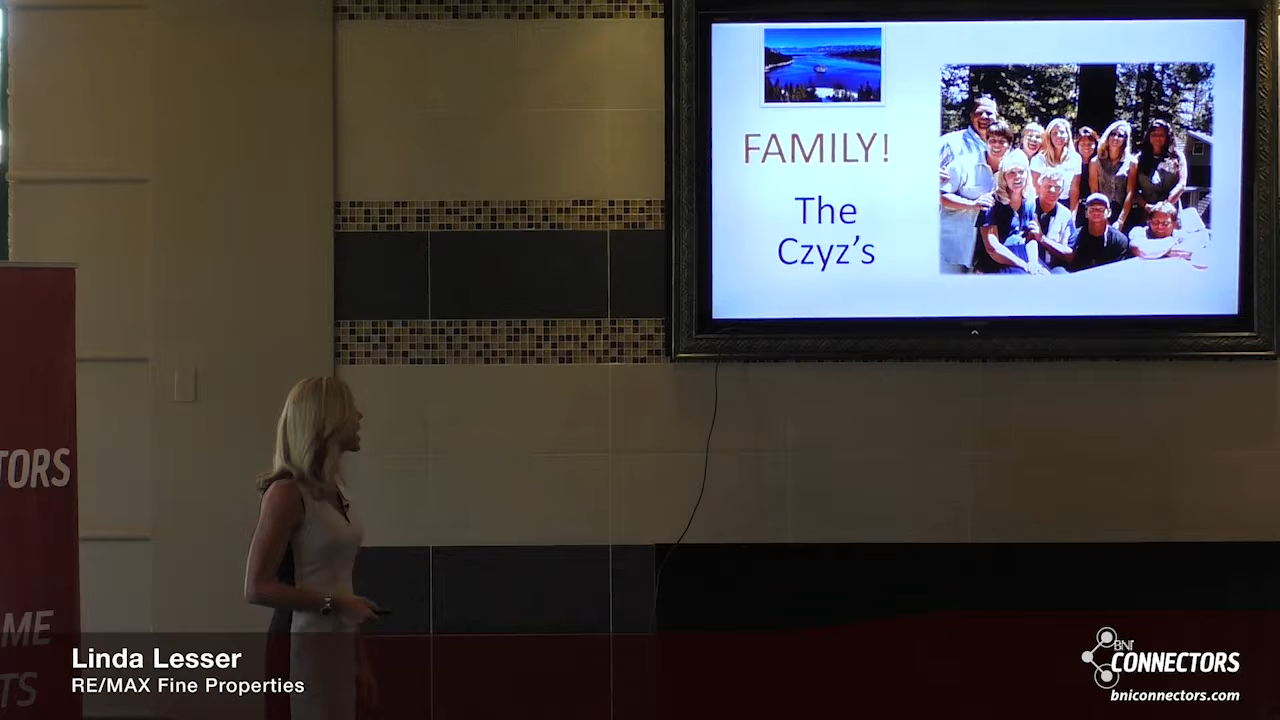 FAMILY!
The
Czyz's
TORS
ME
TS
Linda Lesser
RE/MAX Fine Properties
BNI
CONNECTORS
bniconnectors.com